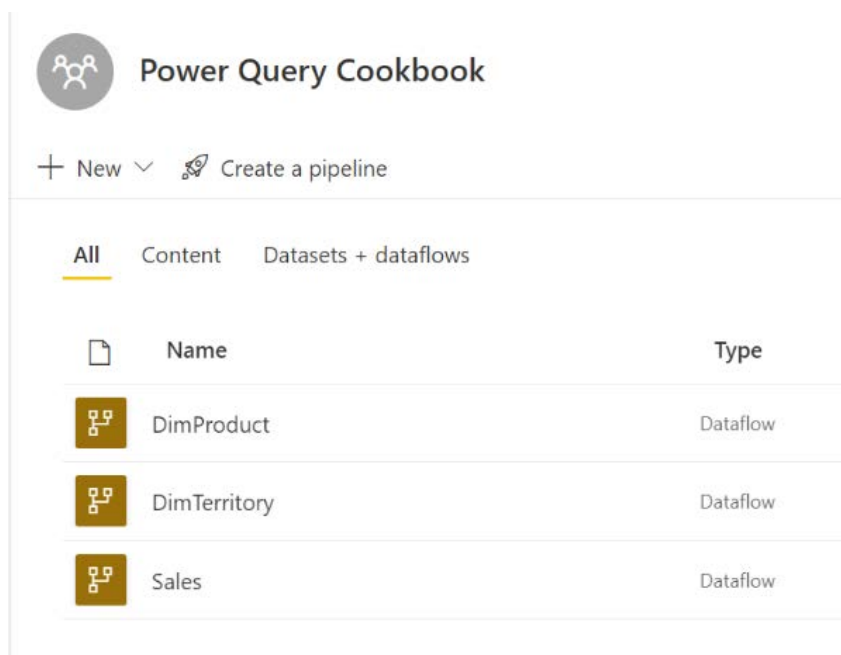 Power Query Cookbook
New Create a pipeline
All Content Datasets + dataflows
Name Type
DimProduct Dataflow
DimTerritory Dataflow
Sales Dataflow